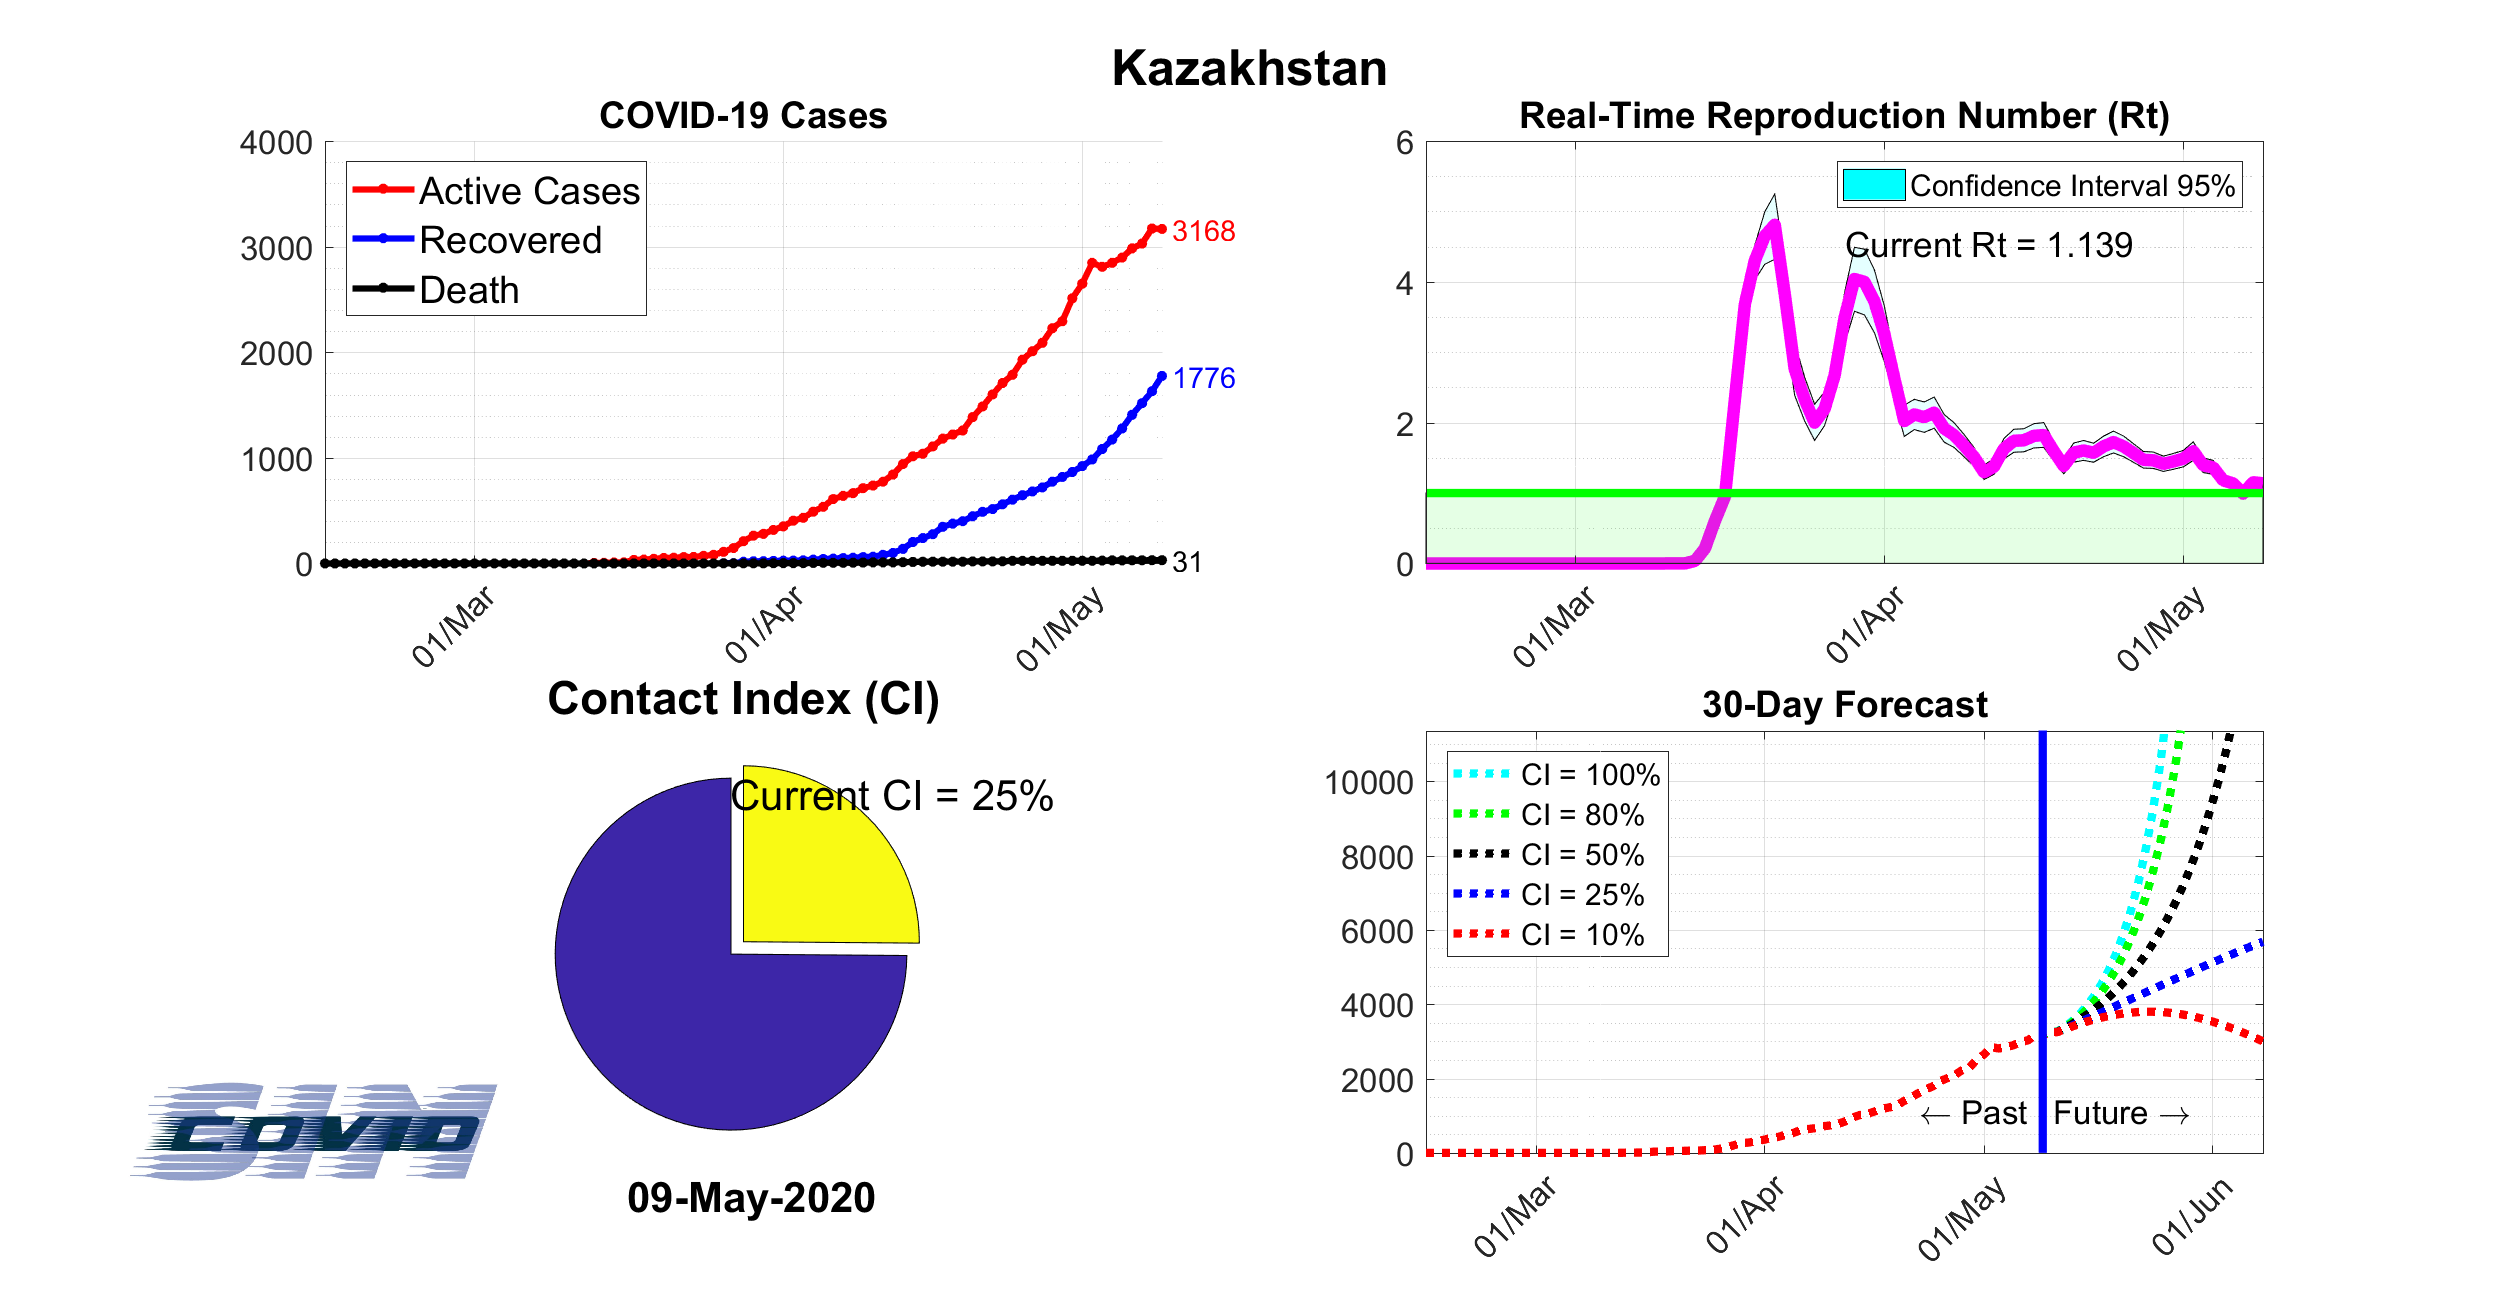 Kazakhstan
COVID-19 Cases
4000
3000
2000
1000
0
Active Cases
Recovered
Death
3168
1776
31
01/Mar
01/Apr
01/May
Real-Time Reproduction Number (Rt)
6
4
2
0
Confidence Interval 95%
Current Rt = 1.139
01/Mar
01/Apr
01/May
Contact Index (CI)
Current CI = 25%
SIM
COVID
09-May-2020
30-Day Forecast
10000
8000
6000
4000
2000
0
CI = 100%
CI = 80%
CI = 50%
CI = 25%
CI = 10%
← Past
Future →
01/Mar
01/Apr
01/May
01/Jun